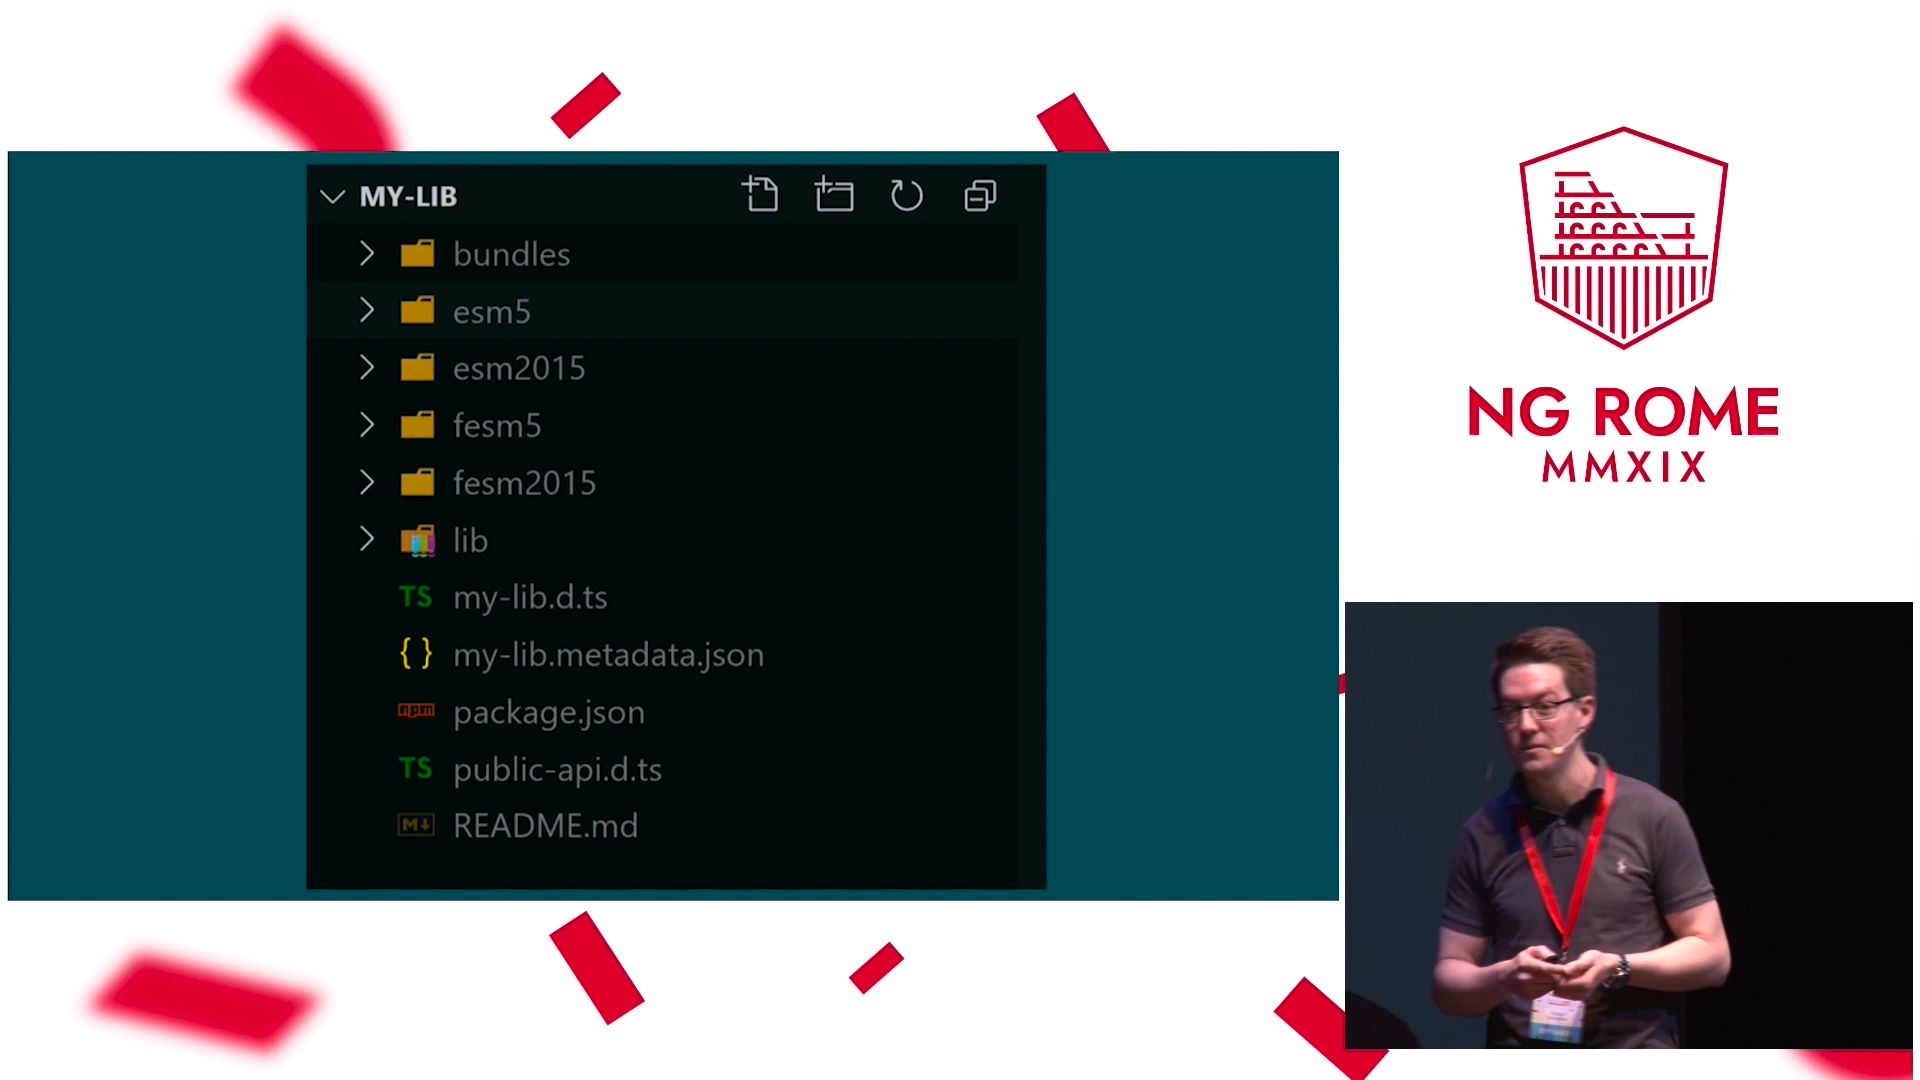 MY-LIB
bundles
esm5
esm2015
fesm5
fesm2015
lib
TS my-lib.d.ts
{} my-lib.metadata.json
npm package.json
TS public-api.d.ts
M↓ README.md
NG ROME
MMXIX